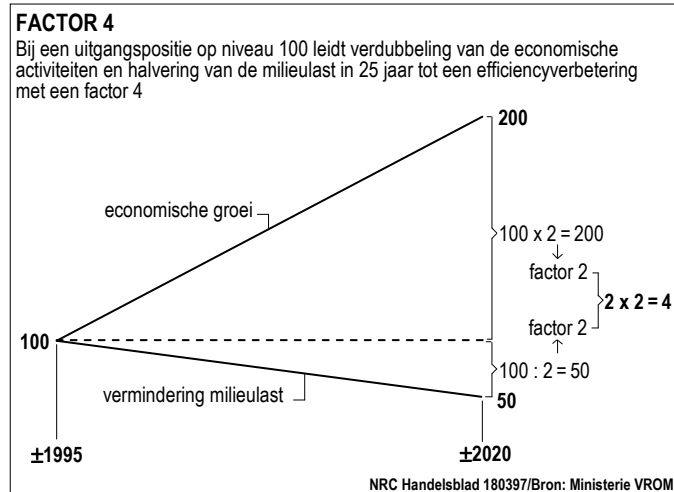 FACTOR 4
Bij een uitgangspositie op niveau 100 leidt verdubbeling van de economische
activiteiten en halvering van de milieulast in 25 jaar tot een efficiencyverbetering
met een factor 4
200
economische groei
100 x 2 = 200
factor 2
2 x 2 = 4
factor 2
100
100 : 2 = 50
vermindering milieulast
50
±1995
±2020
NRC Handelsblad 180397/Bron: Ministerie VROM